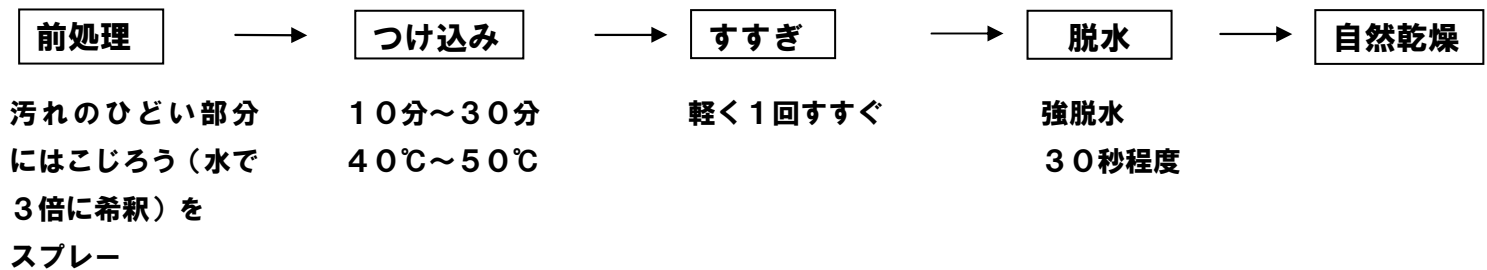 前処理
つけ込み
すすぎ
脱水
自然乾燥
汚れのひどい部分
にはこじろう（水で
３倍に希釈）を
スプレー
１０分～３０分
４０℃～５０℃
軽く１回すすぐ
強脱水
３０秒程度